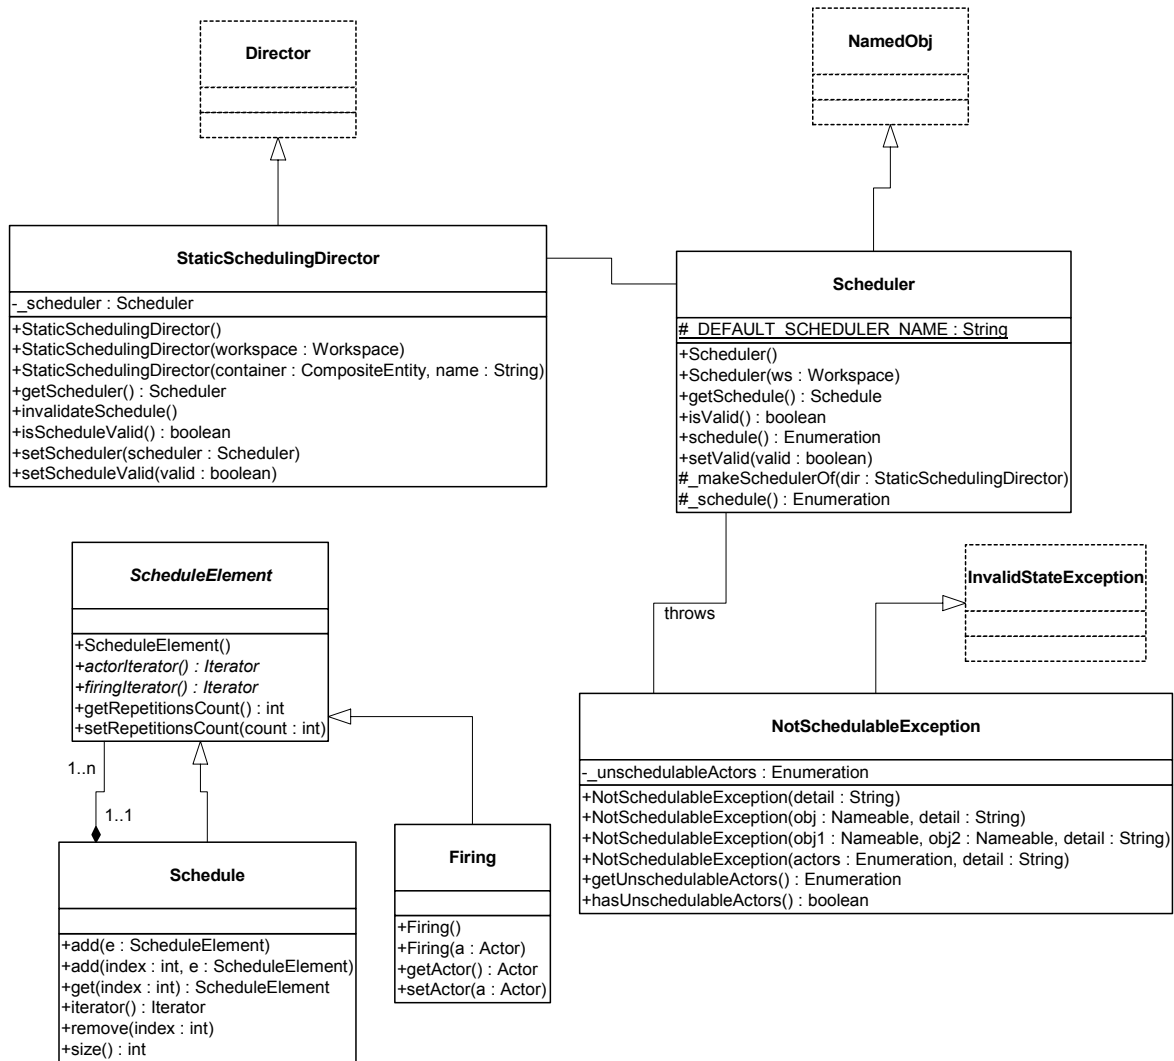 Director
NamedObj
StaticSchedulingDirector
-_scheduler : Scheduler
+StaticSchedulingDirector()
+StaticSchedulingDirector(workspace : Workspace)
+StaticSchedulingDirector(container : CompositeEntity, name : String)
+getScheduler() : Scheduler
+invalidateSchedule()
+isScheduleValid() : boolean
+setScheduler(scheduler : Scheduler)
+setScheduleValid(valid : boolean)
Scheduler
#_DEFAULT_SCHEDULER_NAME : String
+Scheduler()
+Scheduler(ws : Workspace)
+getSchedule() : Schedule
+isValid() : boolean
+schedule() : Enumeration
+setValid(valid : boolean)
#_makeSchedulerOf(dir : StaticSchedulingDirector)
#_schedule() : Enumeration
ScheduleElement
+ScheduleElement()
+actorIterator() : Iterator
+firingIterator() : Iterator
+getRepetitionsCount() : int
+setRepetitionsCount(count : int)
throws
InvalidStateException
NotSchedulableException
-_unschedulableActors : Enumeration
+NotSchedulableException(detail : String)
+NotSchedulableException(obj : Nameable, detail : String)
+NotSchedulableException(obj1 : Nameable, obj2 : Nameable, detail : String)
+NotSchedulableException(actors : Enumeration, detail : String)
+getUnschedulableActors() : Enumeration
+hasUnschedulableActors() : boolean
1..n
1..1
Schedule
+add(e : ScheduleElement)
+add(index : int, e : ScheduleElement)
+get(index : int) : ScheduleElement
+iterator() : Iterator
+remove(index : int)
+size() : int
Firing
+Firing()
+Firing(a : Actor)
+getActor() : Actor
+setActor(a : Actor)